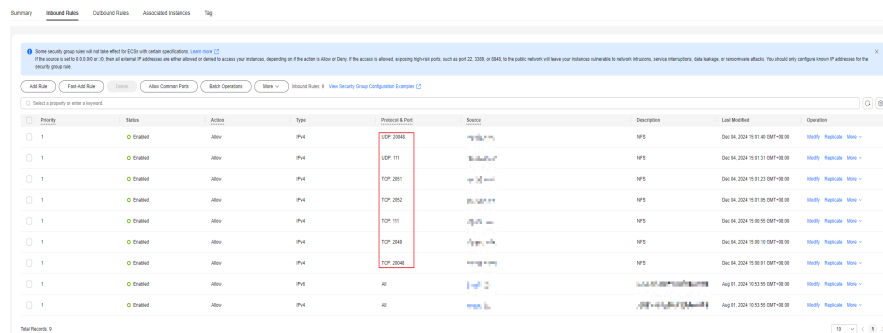 Summary Inbound Rules Outbound Rules Associated Instances Tag
Some security group rules will not take effect for ECSs with certain specifications. Learn more
If the source is set to 0.0.0.0/0 or ::/0, then all external IP addresses are either allowed or denied to access your instances, depending on if the action is Allow or Deny. If the access is allowed, exposing high-risk ports, such as port 22, 3389, or 8848, to the public network will leave your instances vulnerable to network intrusions, service interruptions, data leakage, or ransomware attacks. You should only configure known IP addresses for the
security group rule.
Add Rule Fast-Add Rule Delete Allow Common Ports Batch Operations More Inbound Rules: 9 View Security Group Configuration Examples
Select a property or enter a keyword.
Priority Status Action Type Protocol & Port Source Description Last Modified Operation
1 Enabled Allow IPv4 UDP: 20048 NFS Dec 04, 2024 15:01:40 GMT+08:00 Modify Replicate More
1 Enabled Allow IPv4 UDP: 111 NFS Dec 04, 2024 15:01:31 GMT+08:00 Modify Replicate More
1 Enabled Allow IPv4 TCP: 2051 NFS Dec 04, 2024 15:01:23 GMT+08:00 Modify Replicate More
1 Enabled Allow IPv4 TCP: 2052 NFS Dec 04, 2024 15:01:05 GMT+08:00 Modify Replicate More
1 Enabled Allow IPv4 TCP: 111 NFS Dec 04, 2024 15:00:55 GMT+08:00 Modify Replicate More
1 Enabled Allow IPv4 TCP: 2049 NFS Dec 04, 2024 15:00:10 GMT+08:00 Modify Replicate More
1 Enabled Allow IPv4 TCP: 20048 NFS Dec 04, 2024 15:00:01 GMT+08:00 Modify Replicate More
1 Enabled Allow IPv6 All Aug 01, 2024 10:53:55 GMT+08:00 Modify Replicate More
1 Enabled Allow IPv4 All Aug 01, 2024 10:53:55 GMT+08:00 Modify Replicate More
Total Records: 9 10 1